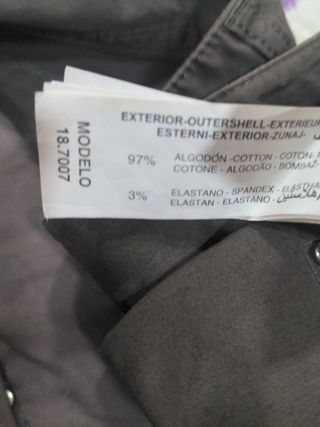 MODELO
18.7007
EXTERIOR-OUTERSHELL-EXTERIEUR
ESTERNI-EXTERIOR-ZUNAJ-
97% ALGODÓN -COTTON - COTON-
COTONE - ALGODÃO - BOMBAŽ
3% ELASTANO - SPANDEX - ELASTHA
ELASTAN - ELASTANO -